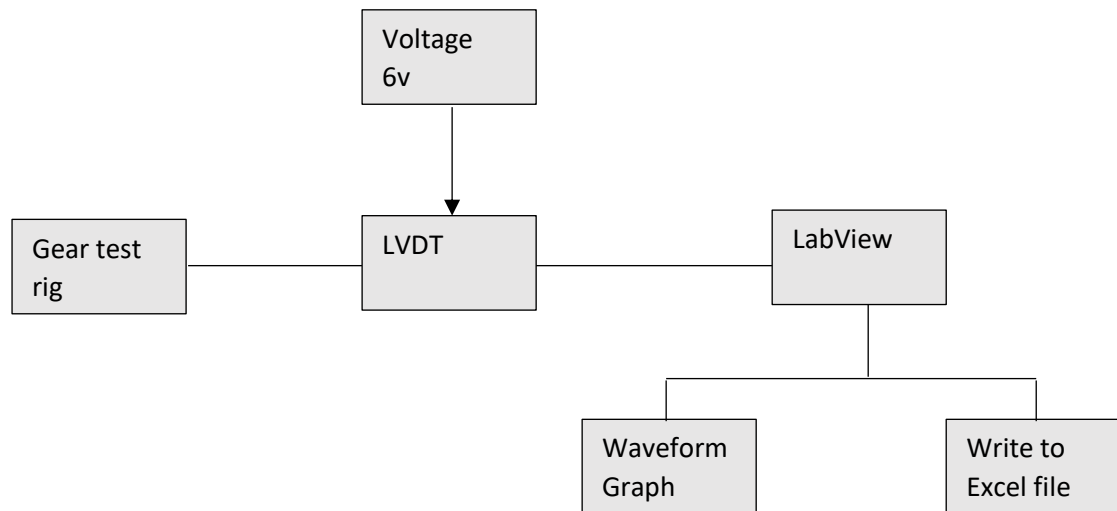 Voltage
6v
Gear test
rig
LVDT
LabView
Waveform
Graph
Write to
Excel file